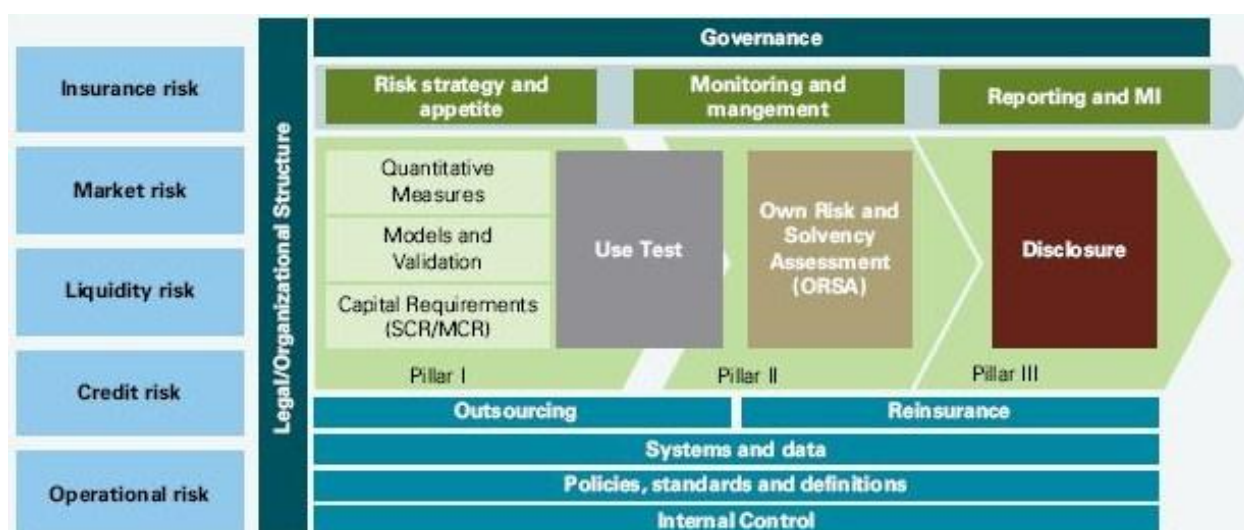 Insurance risk
Market risk
Liquidity risk
Credit risk
Operational risk
Legal/Organizational Structure
Governance
Risk strategy and
appetite
Monitoring and
mangement
Reporting and MI
Quantitative
Measures
Models and
Validation
Capital Requirements
(SCR/MCR)
Use Test
Own Risk and
Solvency
Assessment
(ORSA)
Disclosure
Pillar I
Pillar II
Pillar III
Outsourcing
Reinsurance
Systems and data
Policies, standards and definitions
Internal Control